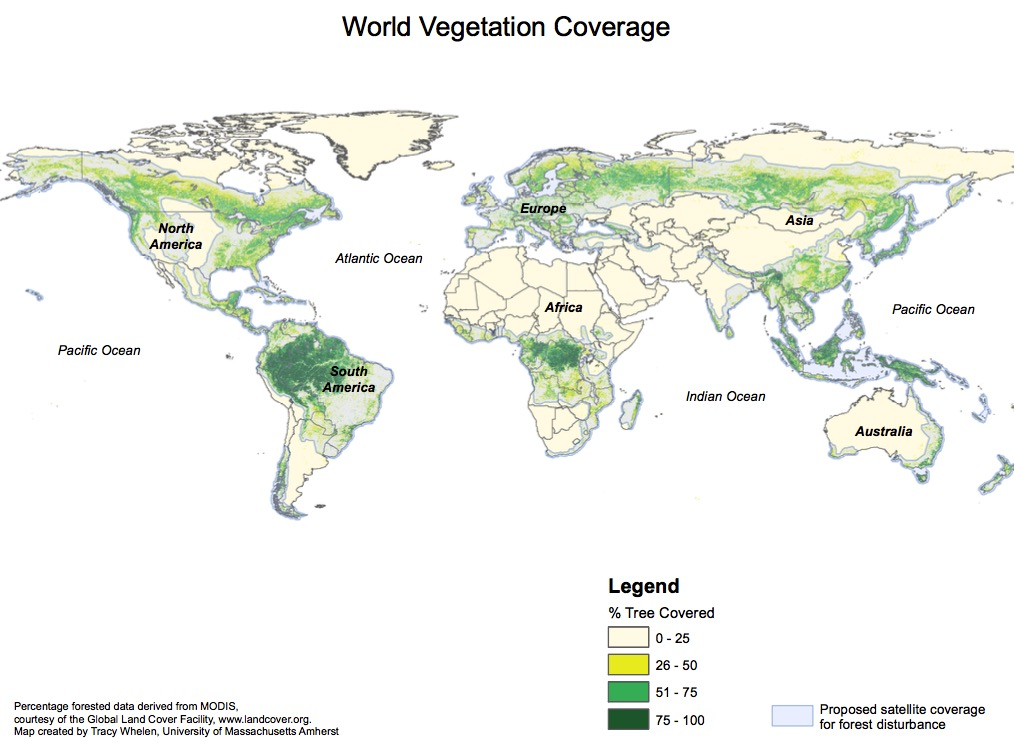 World Vegetation Coverage
Europe
Asia
North
America
Atlantic Ocean
Africa
Pacific Ocean
Pacific Ocean
South
America
Indian Ocean
Australia
Legend
% Tree Covered
0 - 25
26 - 50
51 - 75
75 - 100
Proposed satellite coverage
for forest disturbance
Percentage forested data derived from MODIS,
courtesy of the Global Land Cover Facility, www.landcover.org.
Map created by Tracy Whelen, University of Massachusetts Amherst